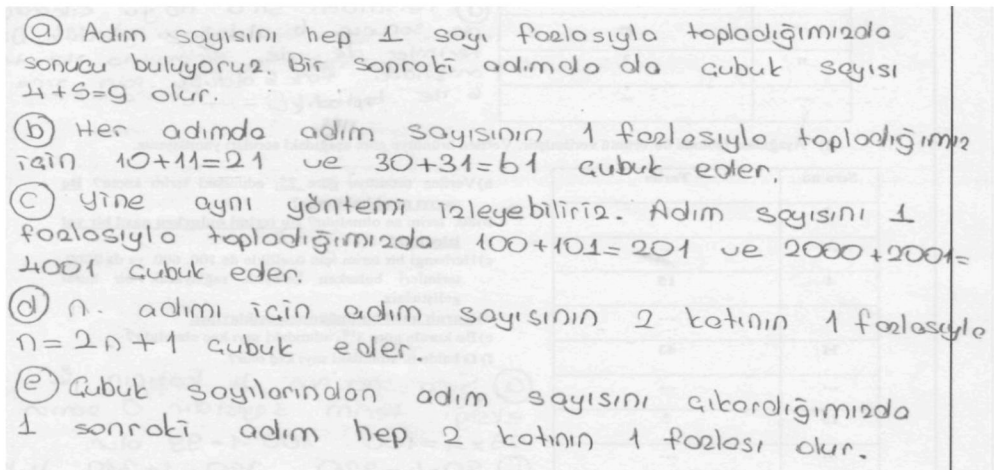 ⓐ Adım sayısını hep 1 sayı fazlasıyla topladığımızda
sonucu buluyoruz. Bir sonraki adımda da çubuk sayısı
4+5=9 olur.
ⓑ Her adımda adım sayısının 1 fazlasıyla topladığımız
için 10+11=21 ve 30+31=61 çubuk eder.
ⓒ Yine aynı yöntemi izleyebiliriz. Adım sayısını 1
fazlasıyla topladığımızda 100+101=201 ve 2000+2001=
4001 çubuk eder.
ⓓ n. adımı için adım sayısının 2 katının 1 fazlasıyla
n=2n+1 çubuk eder.
ⓔ Çubuk sayılarından adım sayısını çıkardığımızda
1 sonraki adım hep 2 katının 1 fazlası olur.